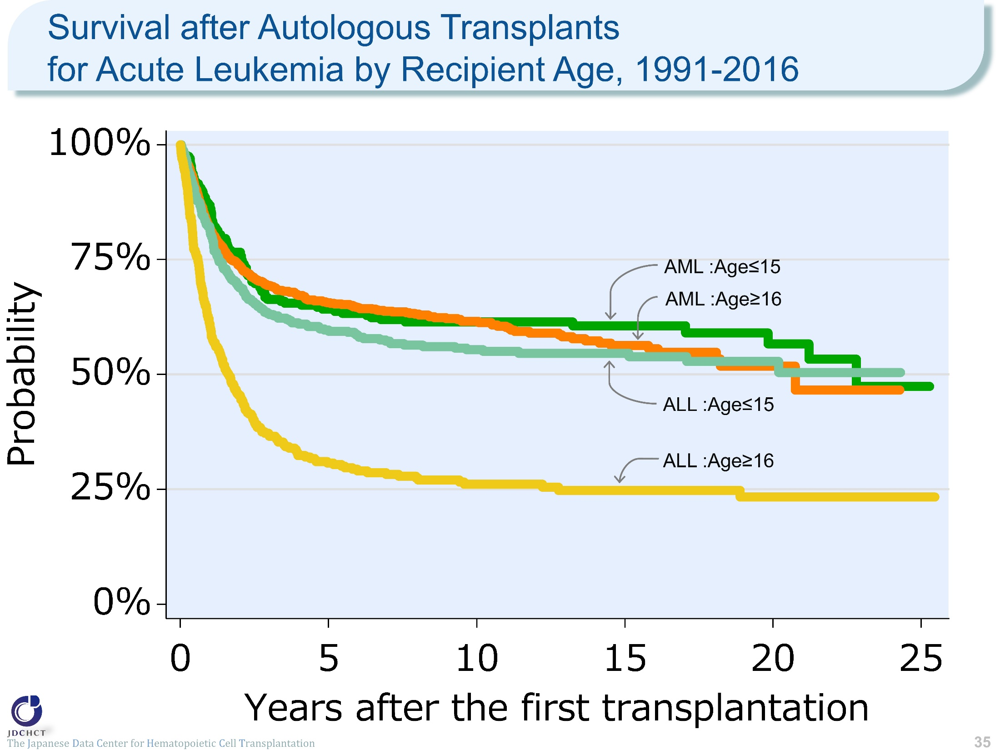 Survival after Autologous Transplants
for Acute Leukemia by Recipient Age, 1991-2016
Probability
100%
75%
50%
25%
0%
AML :Age≤15
AML :Age≥16
ALL :Age≤15
ALL :Age≥16
0 5 10 15 20 25
Years after the first transplantation
JDCHCT
The Japanese Data Center for Hematopoietic Cell Transplantation
35